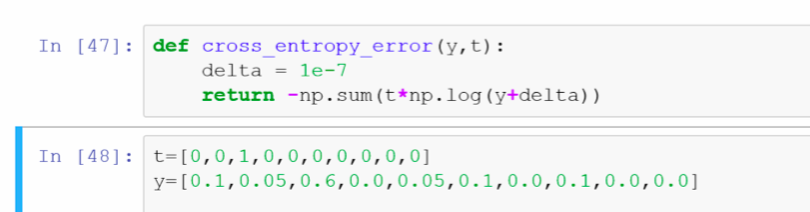 In [47]: def cross_entropy_error(y,t):
    delta = 1e-7
    return -np.sum(t*np.log(y+delta))
In [48]: t=[0,0,1,0,0,0,0,0,0,0]
y=[0.1,0.05,0.6,0.0,0.05,0.1,0.0,0.1,0.0,0.0]